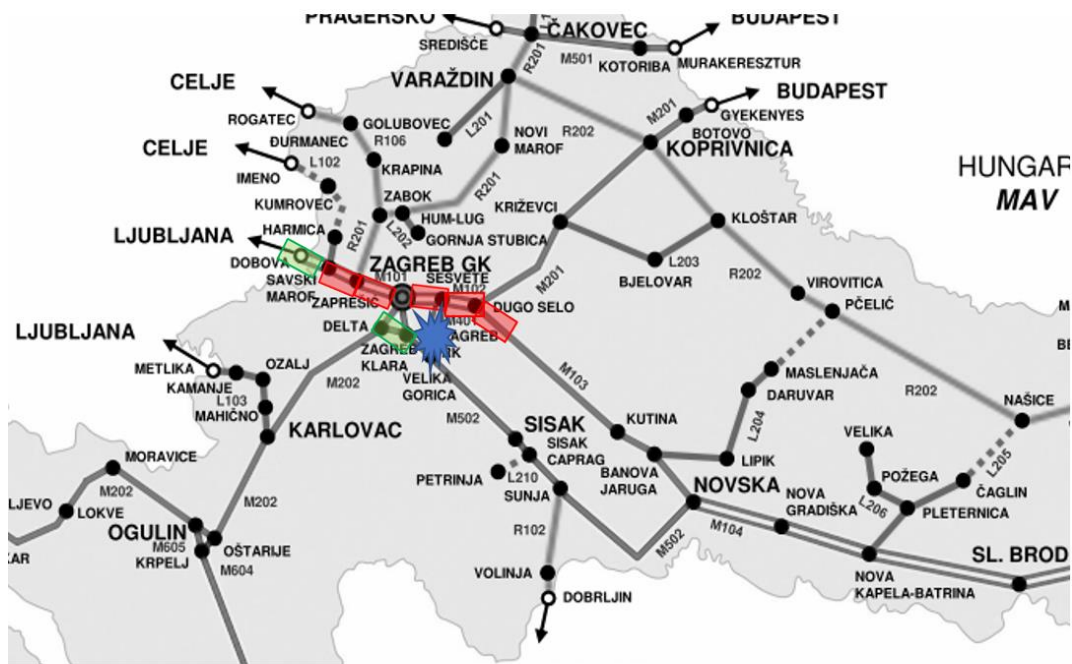 PRAGERSKO
BUDAPEST
ČAKOVEC
SREDIŠĆE
R201
M501
KOTORIBA
MURAKERESZTUR
VARAŽDIN
CELJE
BUDAPEST
ROGATEC
GOLUBOVEC
L201
M201
GYEKENYES
ĐURMANEC
R106
NOVI
MAROF
R202
BOTOVO
KOPRIVNICA
CELJE
L102
KRAPINA
IMENO
R201
HUNGAR
MAV
KUMROVEC
ZABOK
HUM-LUG
KRIŽEVCI
KLOŠTAR
HARMICA
R201
L202
GORNJA STUBICA
LJUBLJANA
ZAGREB GK
M201
L203
BJELOVAR
R202
DOBOVA
M101
SESVETE
M102
VIROVITICA
SAVSKI
MAROF
ZAPREŠIĆ
DUGO SELO
PČELIĆ
LJUBLJANA
DELTA
M401
ZAGREB
KLARA
METLIKA
OZALJ
KAMANJE
M202
VELIKA
GORICA
M103
MASLENJAČA
L103
MAHIČNO
DARUVAR
R202
NAŠICE
M502
SISAK
KUTINA
L204
VELIKA
KARLOVAC
SISAK
CAPRAG
LIPIK
L205
MORAVICE
PETRINJA
L210
BANOVA
JARUGA
POŽEGA
M202
M202
SUNJA
NOVSKA
NOVA
GRADIŠKA
L206
ČAGLIN
LJEVO
LOKVE
PLETERNICA
OGULIN
R102
M502
M104
M605
OŠTARIJE
SL. BROD
KRPELJ
M604
VOLINJA
NOVA
KAPELA-BATRINA
DOBRLJIN